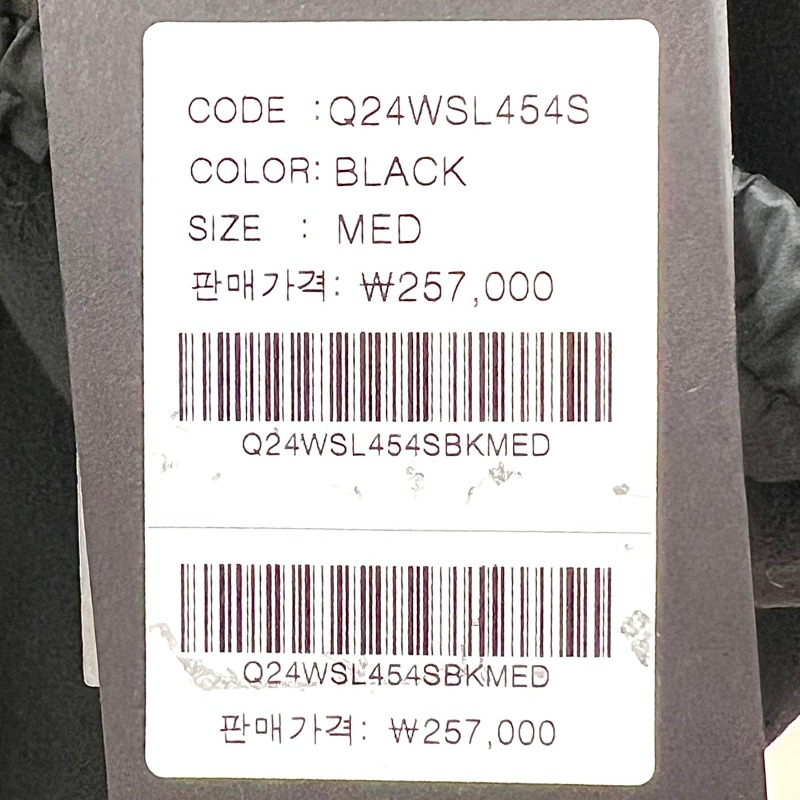 CODE :Q24WSL454S
COLOR: BLACK
SIZE : MED
판매가격: ₩257,000
Q24WSL454SBKMED
Q24WSL454SBKMED
판매가격: ₩257,000